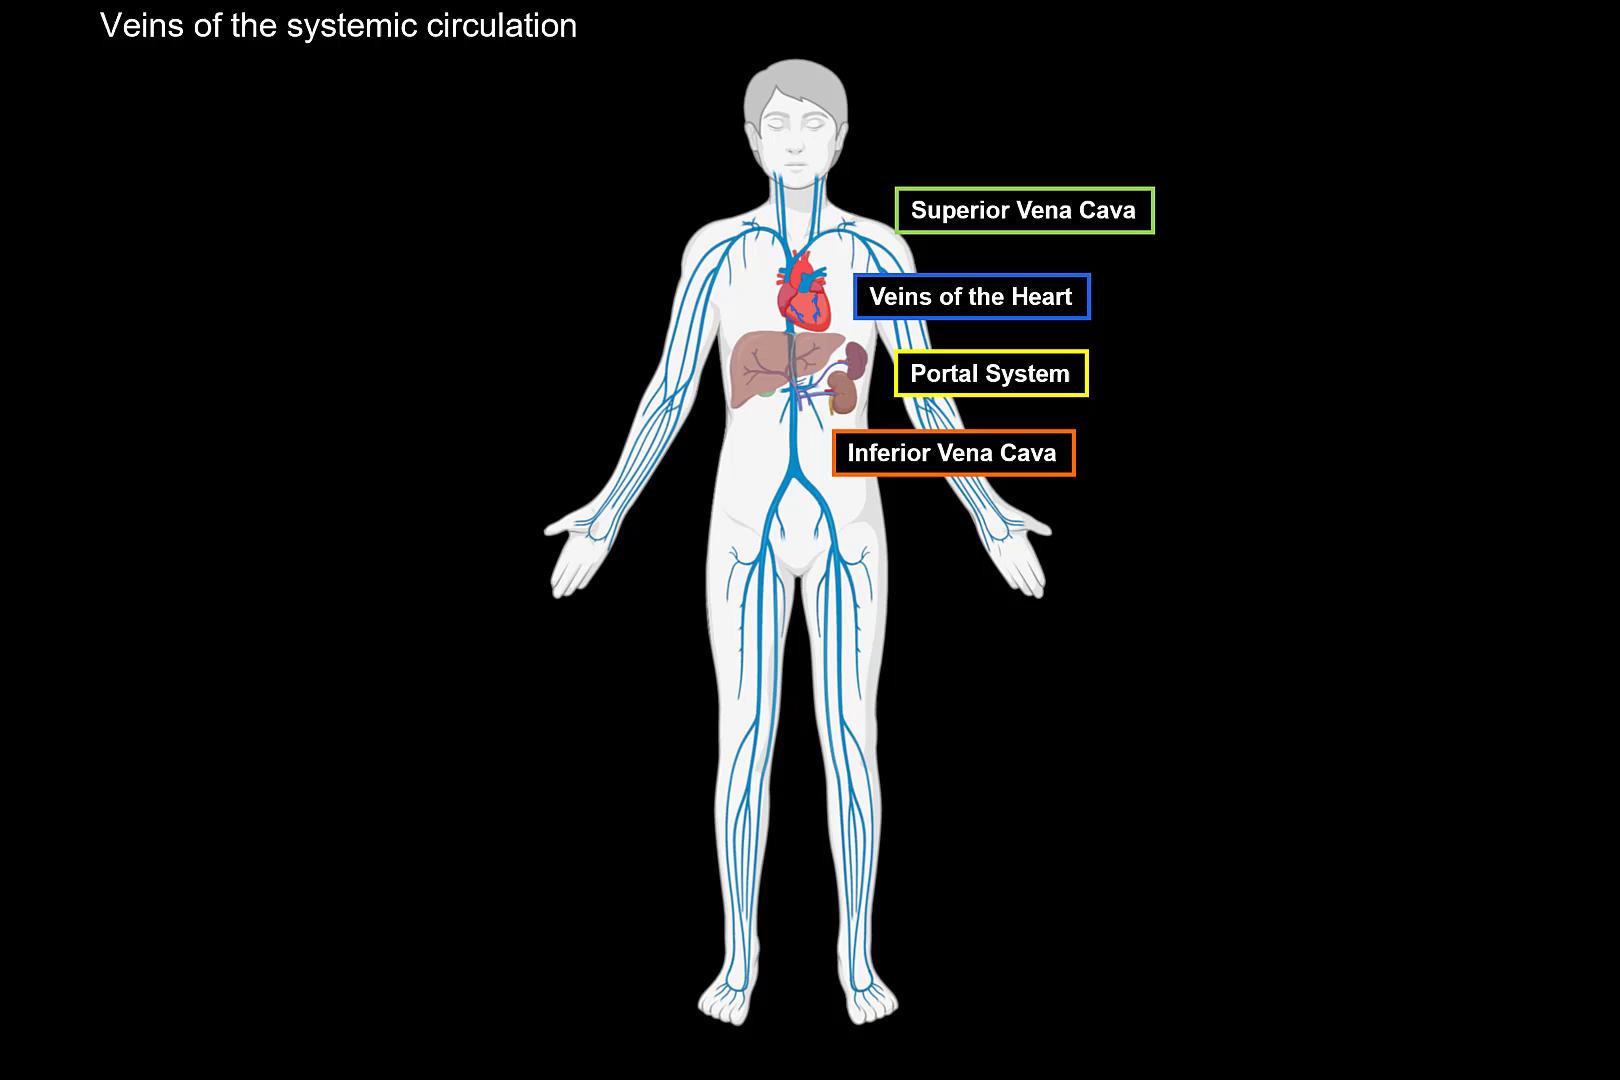 Veins of the systemic circulation
Superior Vena Cava
Veins of the Heart
Portal System
Inferior Vena Cava